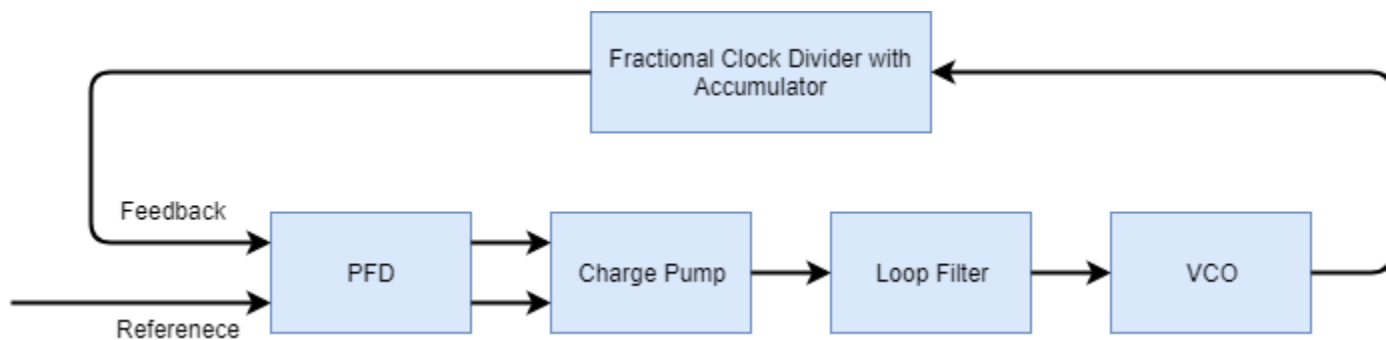 Fractional Clock Divider with
Accumulator
Feedback
PFD
Charge Pump
Loop Filter
VCO
Referenece